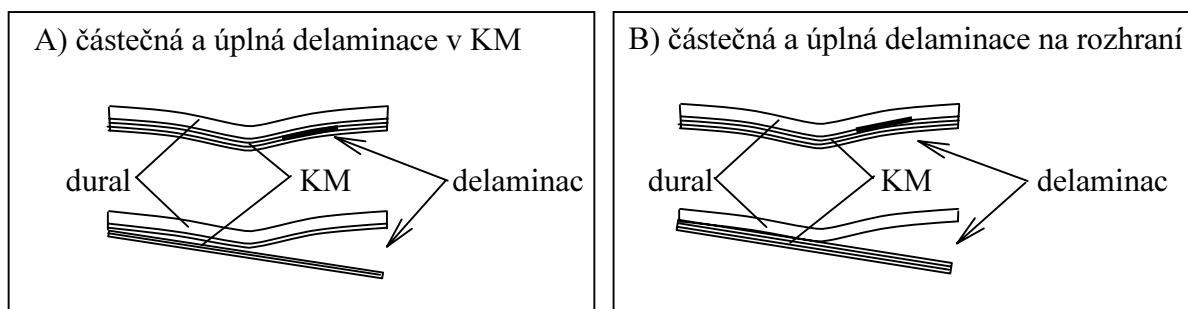 A) částečná a úplná delaminace v KM
dural
KM
delaminac
B) částečná a úplná delaminace na rozhraní
dural
KM
delaminac